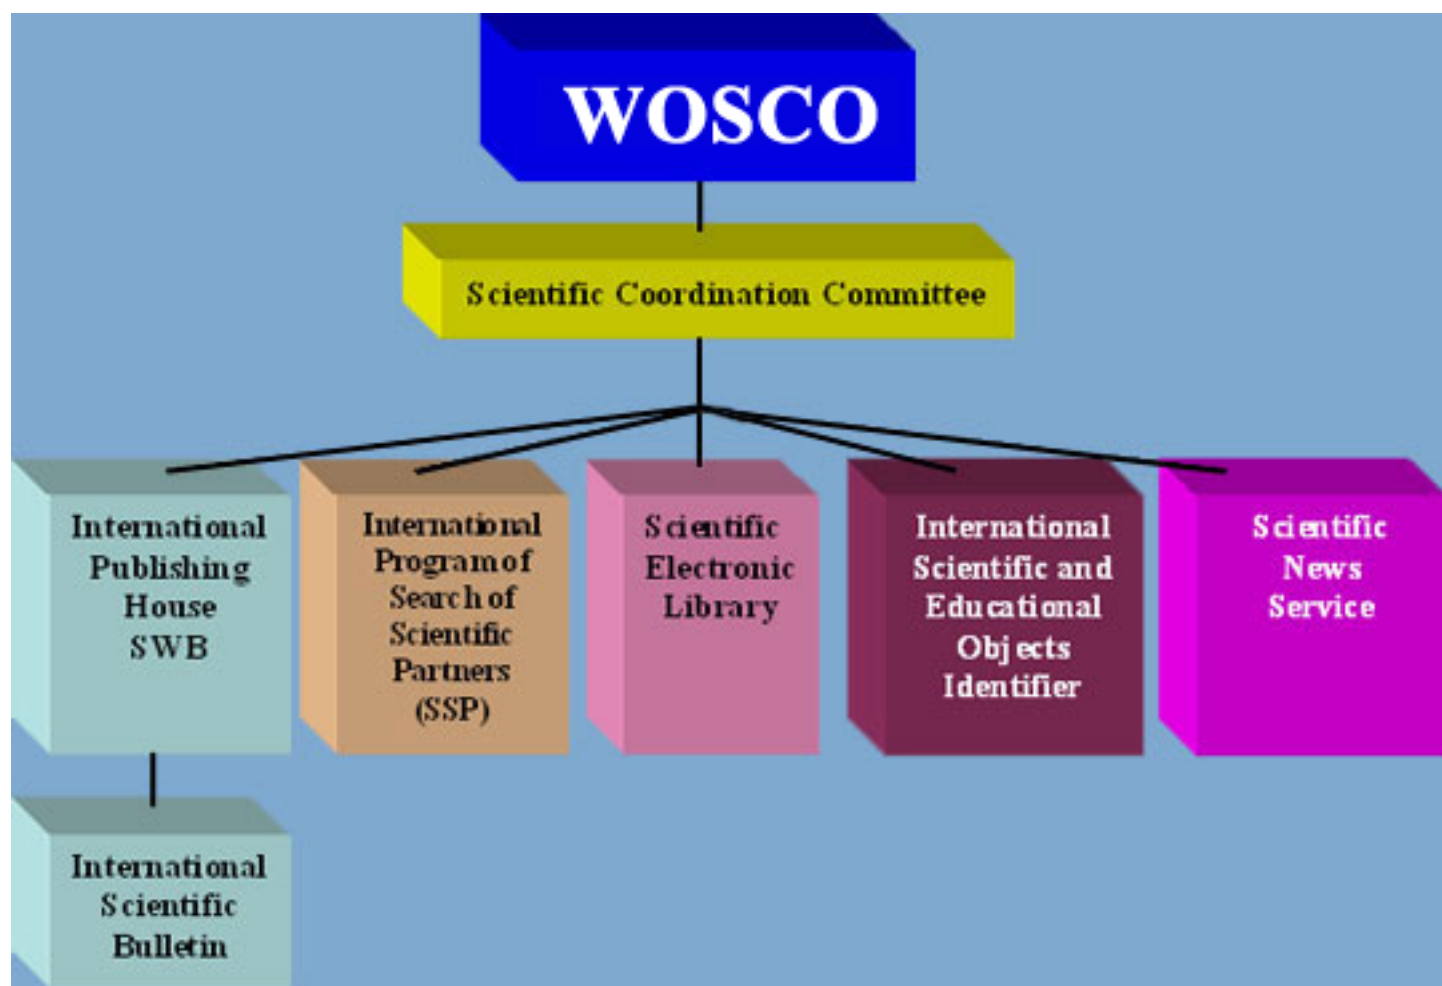 WOSCO
Scientific Coordination Committee
International
Publishing
House
SWB
International
Program of
Search of
Scientific
Partners
(SSP)
Scientific
Electronic
Library
International
Scientific and
Educational
Objects
Identifier
Scientific
News
Service
International
Scientific
Bulletin